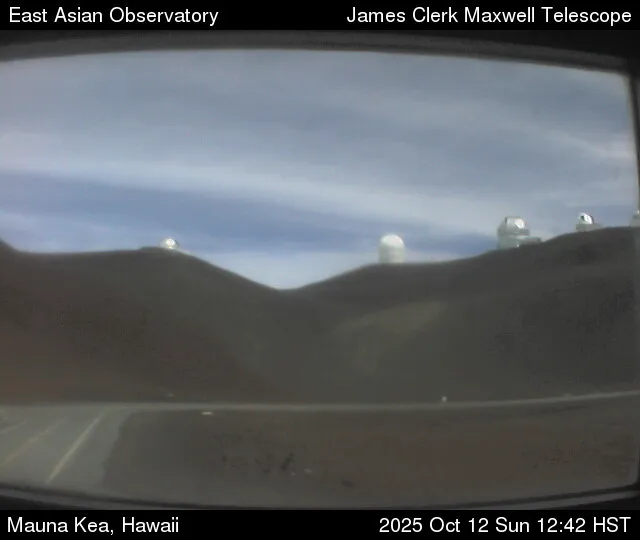 East Asian Observatory
James Clerk Maxwell Telescope
Mauna Kea, Hawaii
2025 Oct 12 Sun 12:42 HST